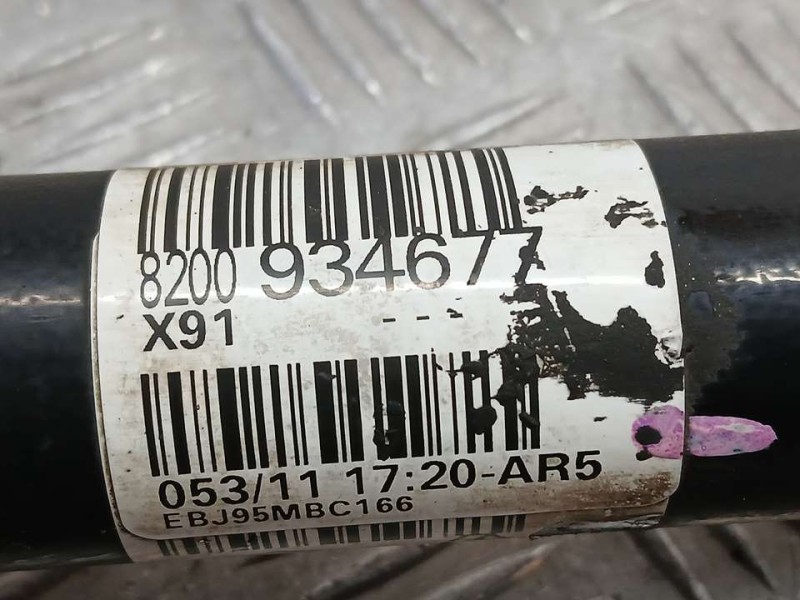 8200 934677
X91 ---
053/11 17:20-AR5
EBJ95MBC166